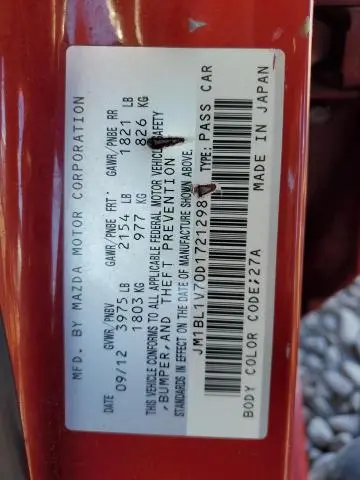 MFD. BY MAZDA MOTOR CORPORATION
GVWR/PNBV GAWR/PNBE FRT. GAWR/PNBE RR
DATE 3975 LB 2154 LB 1821 LB
09/12 1803 KG 977 KG 826 KG
THIS VEHICLE CONFORMS TO ALL APPLICABLE FEDERAL MOTOR VEHICLE SAFETY
,BUMPER,AND THEFT PREVENTION
STANDARDS IN EFFECT ON THE DATE OF MANUFACTURE SHOWN ABOVE.
JM1BL1V70D1721298 TYPE: PASS CAR
BODY COLOR CODE:27A MADE IN JAPAN